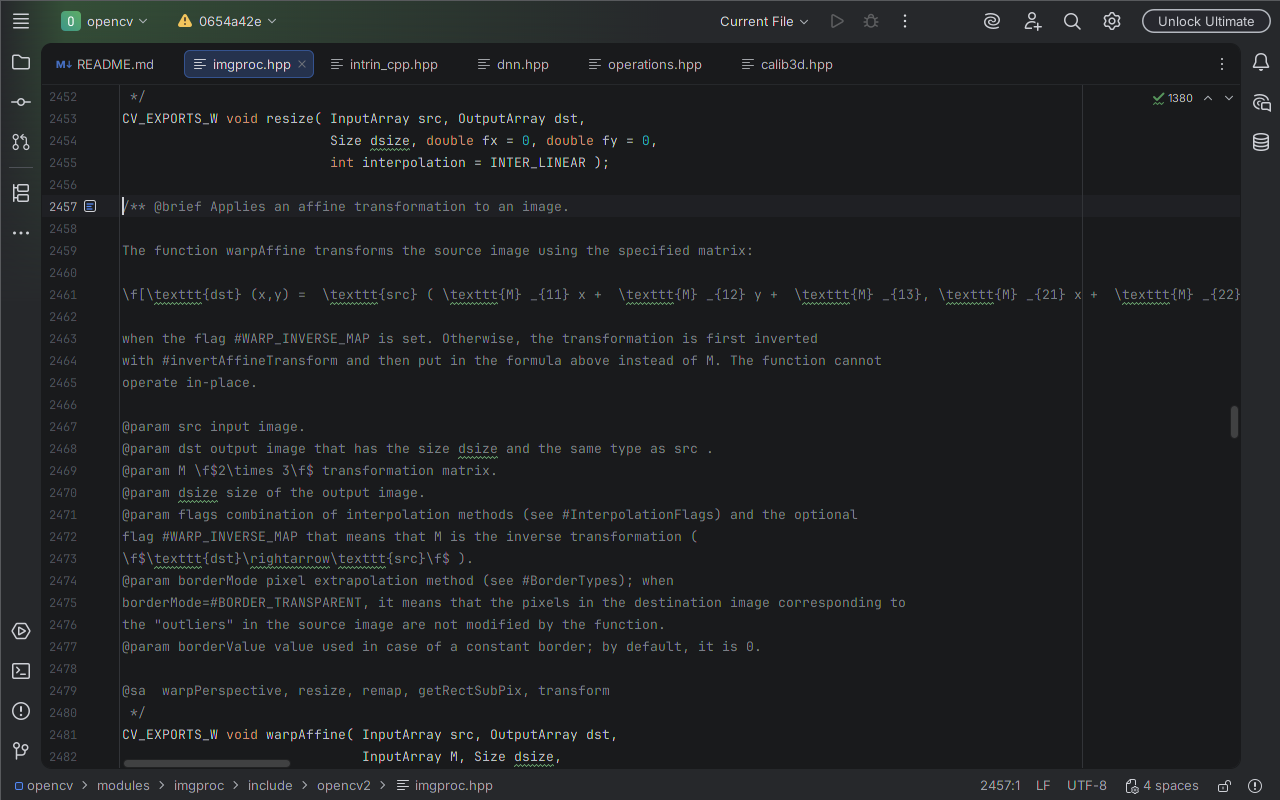 O opencv 0654a42e Current File Unlock Ultimate
README.md imgproc.hpp intrin_cpp.hpp dnn.hpp operations.hpp calib3d.hpp
1380
2452 */
2453 CV_EXPORTS_W void resize( InputArray src, OutputArray dst,
2454 Size dsize, double fx = 0, double fy = 0,
2455 int interpolation = INTER_LINEAR );
2456
2457 /** @brief Applies an affine transformation to an image.
2458
2459 The function warpAffine transforms the source image using the specified matrix:
2460
2461 \f[\texttt{dst} (x,y) =  \texttt{src} ( \texttt{M} _{11} x +  \texttt{M} _{12} y +  \texttt{M} _{13}, \texttt{M} _{21} x +  \texttt{M} _{22}
2462
2463 when the flag #WARP_INVERSE_MAP is set. Otherwise, the transformation is first inverted
2464 with #invertAffineTransform and then put in the formula above instead of M. The function cannot
2465 operate in-place.
2466
2467 @param src input image.
2468 @param dst output image that has the size dsize and the same type as src .
2469 @param M \f$2\times 3\f$ transformation matrix.
2470 @param dsize size of the output image.
2471 @param flags combination of interpolation methods (see #InterpolationFlags) and the optional
2472 flag #WARP_INVERSE_MAP that means that M is the inverse transformation (
2473 \f$\texttt{dst}\rightarrow\texttt{src}\f$ ).
2474 @param borderMode pixel extrapolation method (see #BorderTypes); when
2475 borderMode=#BORDER_TRANSPARENT, it means that the pixels in the destination image corresponding to
2476 the "outliers" in the source image are not modified by the function.
2477 @param borderValue value used in case of a constant border; by default, it is 0.
2478
2479 @sa  warpPerspective, resize, remap, getRectSubPix, transform
2480 */
2481 CV_EXPORTS_W void warpAffine( InputArray src, OutputArray dst,
2482 InputArray M, Size dsize,
opencv > modules > imgproc > include > opencv2 > imgproc.hpp 2457:1 LF UTF-8 4 spaces